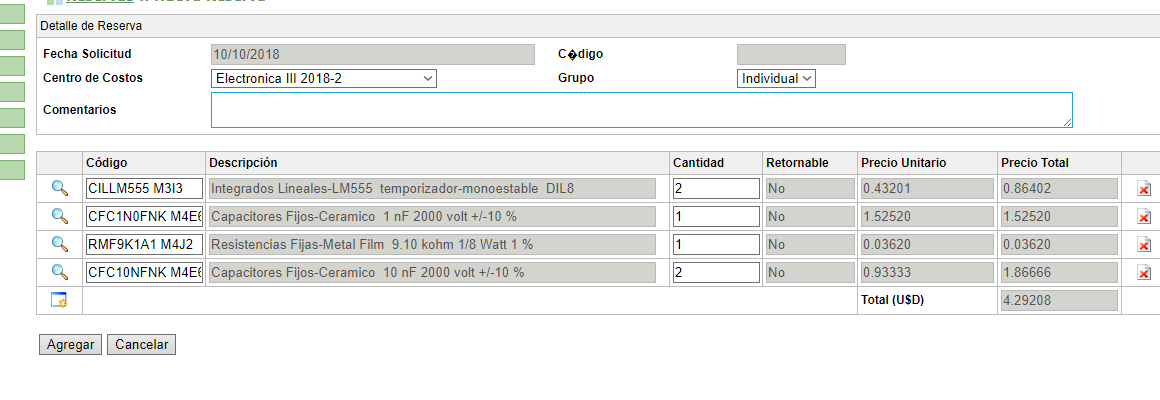 Detalle de Reserva
Fecha Solicitud 10/10/2018 C�digo
Centro de Costos Electronica III 2018-2 Grupo Individual
Comentarios
Código Descripción Cantidad Retornable Precio Unitario Precio Total
CILLM555 M3I3 Integrados Lineales-LM555 temporizador-monoestable DIL8 2 No 0.43201 0.86402
CFC1N0FNK M4E6 Capacitores Fijos-Ceramico 1 nF 2000 volt +/-10 % 1 No 1.52520 1.52520
RMF9K1A1 M4J2 Resistencias Fijas-Metal Film 9.10 kohm 1/8 Watt 1 % 1 No 0.03620 0.03620
CFC10NFNK M4E6 Capacitores Fijos-Ceramico 10 nF 2000 volt +/-10 % 2 No 0.93333 1.86666
Total (U$D) 4.29208
Agregar Cancelar